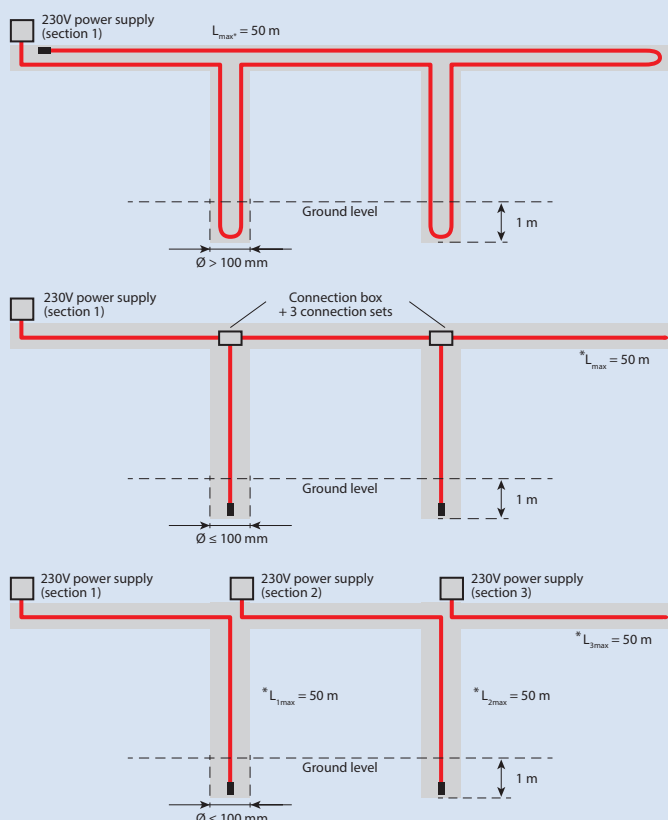 230V power supply
(section 1)
Lmax* = 50 m
Ground level
1 m
Ø > 100 mm
230V power supply
(section 1)
Connection box
+ 3 connection sets
*Lmax = 50 m
Ground level
1 m
Ø ≤ 100 mm
230V power supply
(section 1)
230V power supply
(section 2)
230V power supply
(section 3)
*L3max = 50 m
*L1max = 50 m
*L2max = 50 m
Ground level
1 m
Ø ≤ 100 mm